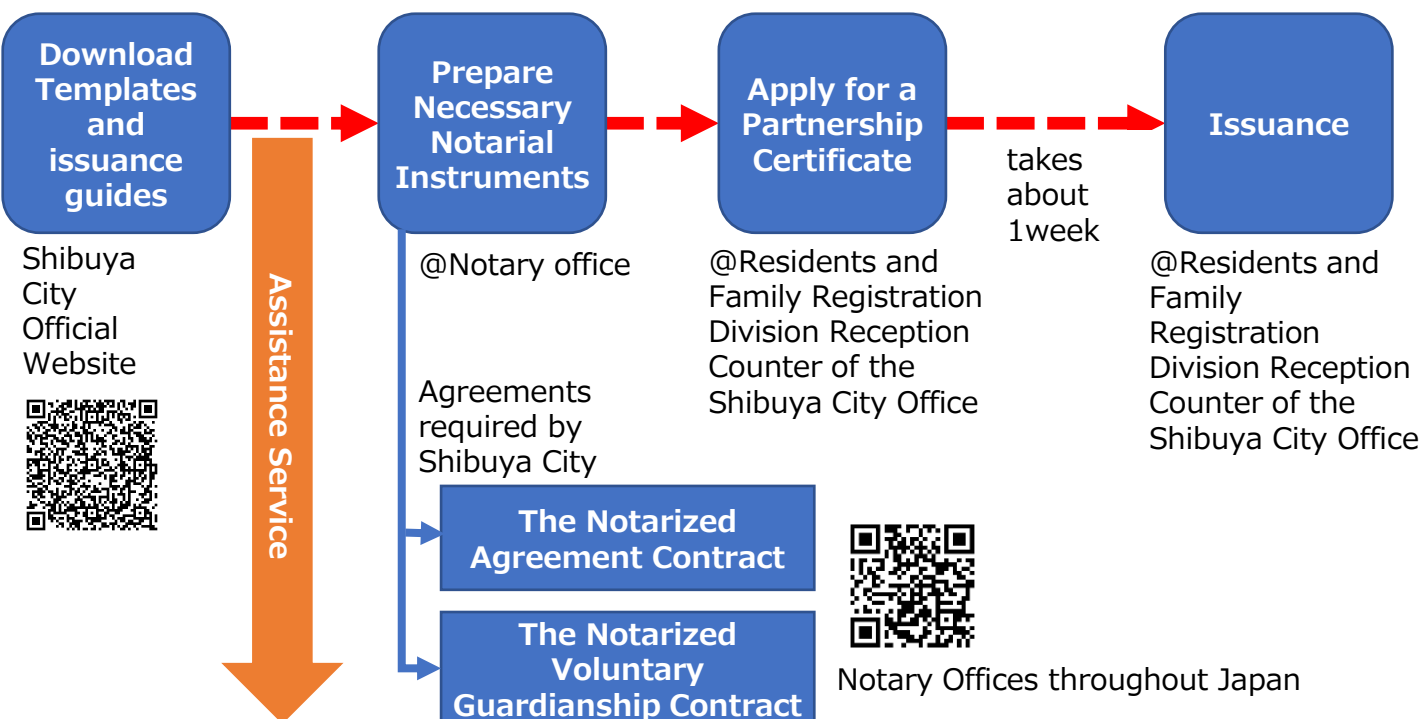 Download
Templates
and
issuance
guides
Prepare
Necessary
Notarial
Instruments
Apply for a
Partnership
Certificate
takes
about
1week
Issuance
Shibuya
City
Official
Website
Assistance Service
@Notary office
Agreements
required by
Shibuya City
@Residents and
Family Registration
Division Reception
Counter of the
Shibuya City Office
@Residents and
Family
Registration
Division Reception
Counter of the
Shibuya City Office
The Notarized
Agreement Contract
The Notarized
Voluntary
Guardianship Contract
Notary Offices throughout Japan